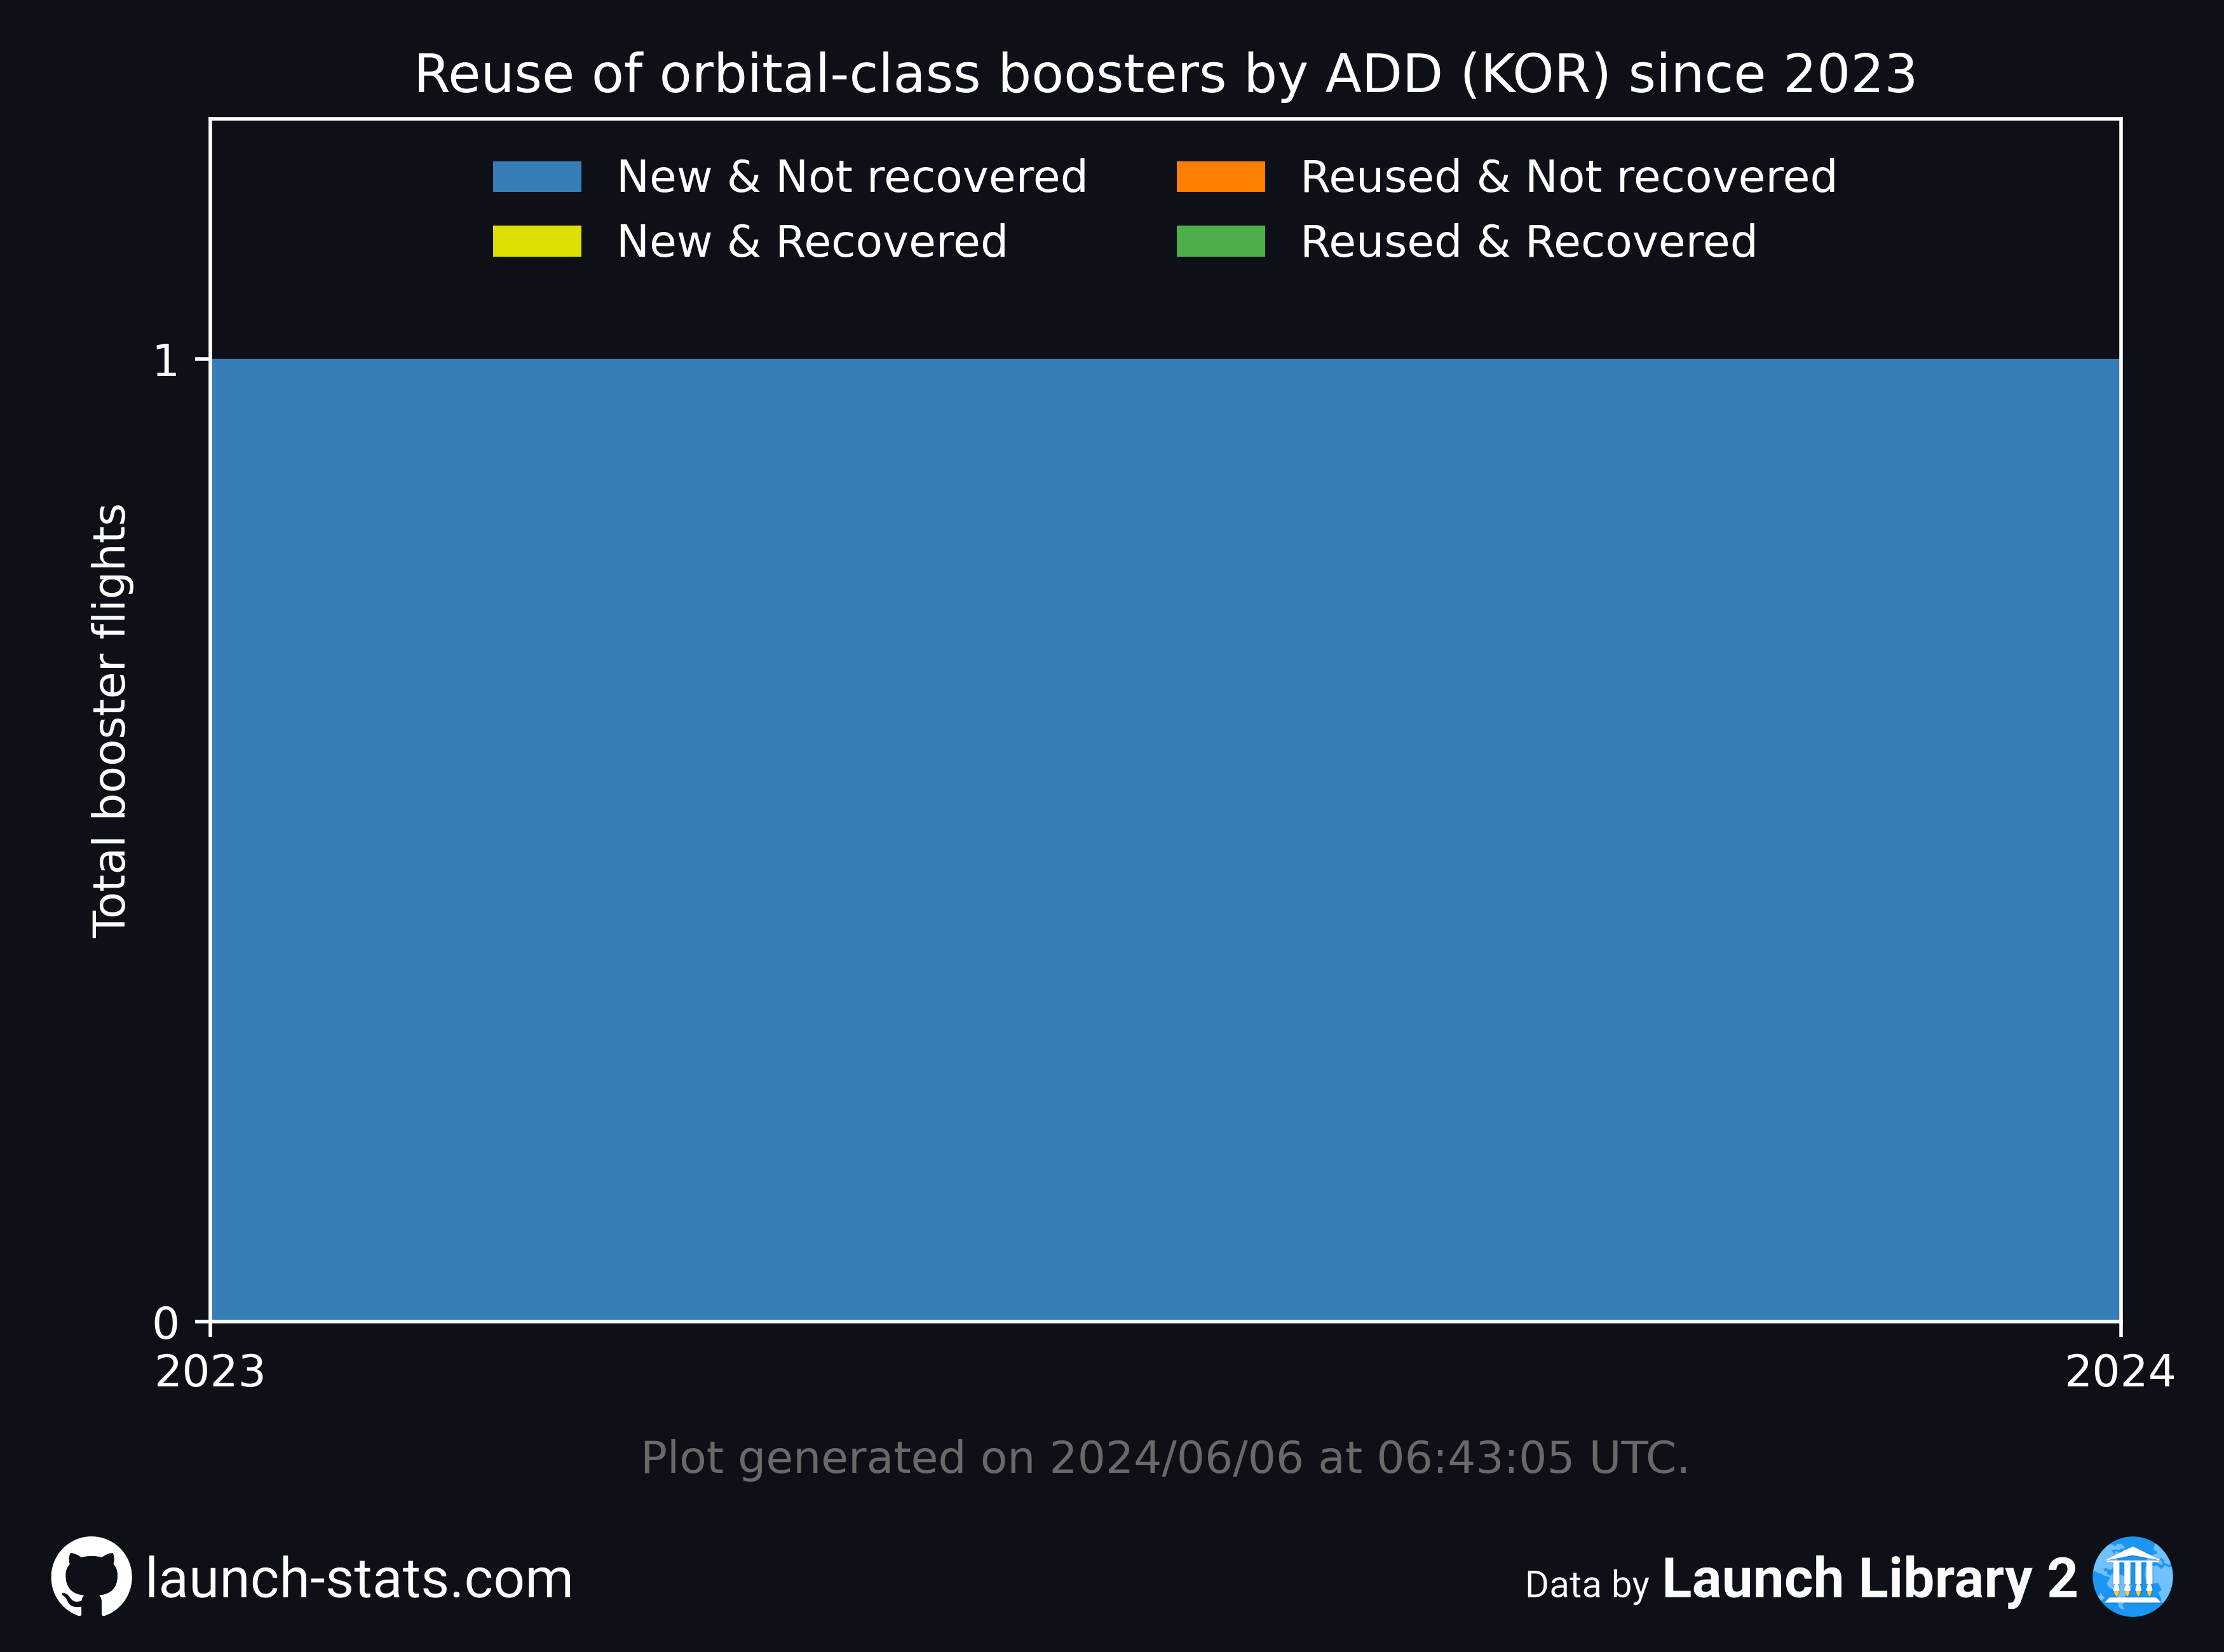 Reuse of orbital-class boosters by ADD (KOR) since 2023
New & Not recovered
New & Recovered
Reused & Not recovered
Reused & Recovered
Total booster flights
1
0
2023
2024
Plot generated on 2024/06/06 at 06:43:05 UTC.
launch-stats.com
Data by Launch Library 2